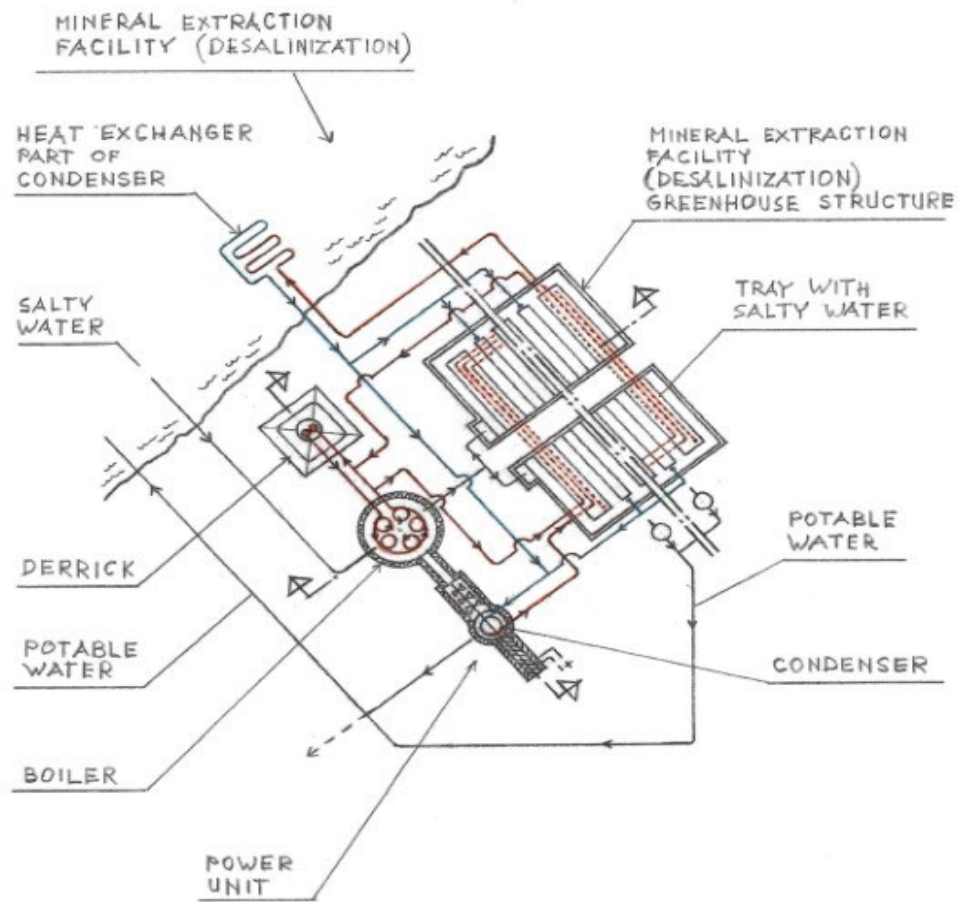 MINERAL EXTRACTION
FACILITY (DESALINIZATION)
HEAT EXCHANGER
PART OF
CONDENSER
MINERAL EXTRACTION
FACILITY
(DESALINIZATION)
GREENHOUSE STRUCTURE
SALTY
WATER
TRAY WITH
SALTY WATER
DERRICK
POTABLE
WATER
POTABLE
WATER
CONDENSER
BOILER
POWER
UNIT